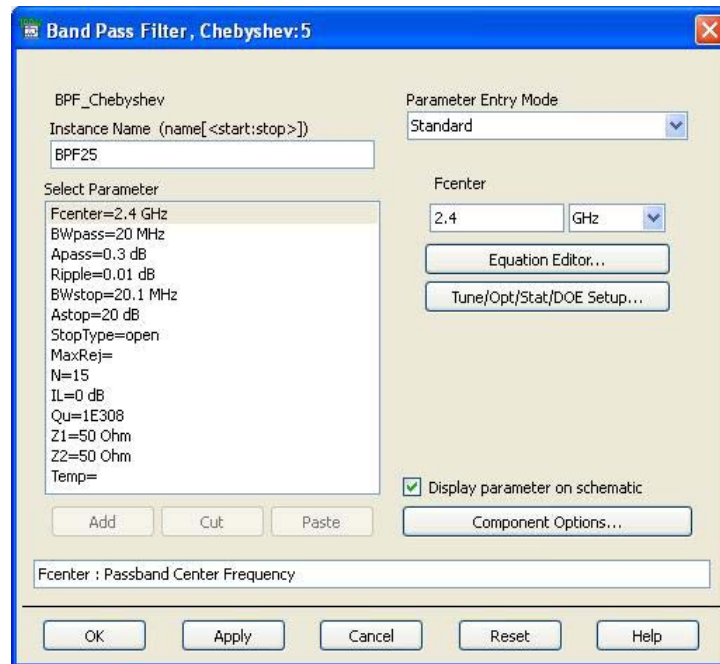 Band Pass Filter, Chebyshev:5
BPF_Chebyshev
Instance Name (name[<start:stop>])
BPF25
Select Parameter
Fcenter=2.4 GHz
BWpass=20 MHz
Apass=0.3 dB
Ripple=0.01 dB
BWstop=20.1 MHz
Astop=20 dB
StopType=open
MaxRej=
N=15
IL=0 dB
Qu=1E308
Z1=50 Ohm
Z2=50 Ohm
Temp=
Add Cut Paste
Parameter Entry Mode
Standard
Fcenter
2.4 GHz
Equation Editor...
Tune/Opt/Stat/DOE Setup...
Display parameter on schematic
Component Options...
Fcenter : Passband Center Frequency
OK Apply Cancel Reset Help